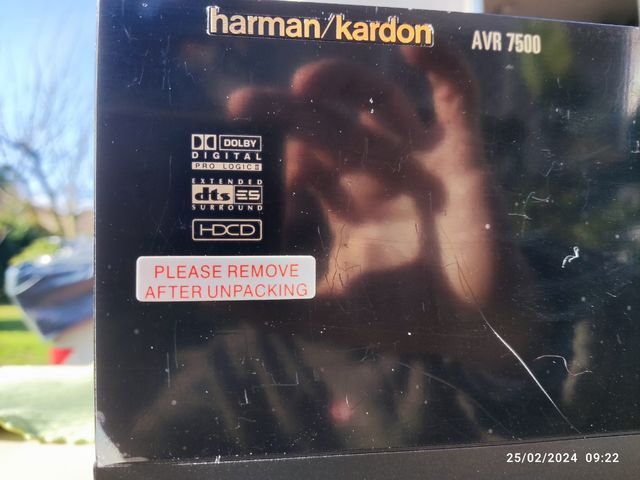 harman/kardon
AVR 7500
DOLBY
DIGITAL
PRO LOGIC II
EXTENDED
dts ES
SURROUND
HDCD
PLEASE REMOVE
AFTER UNPACKING
25/02/2024 09:22